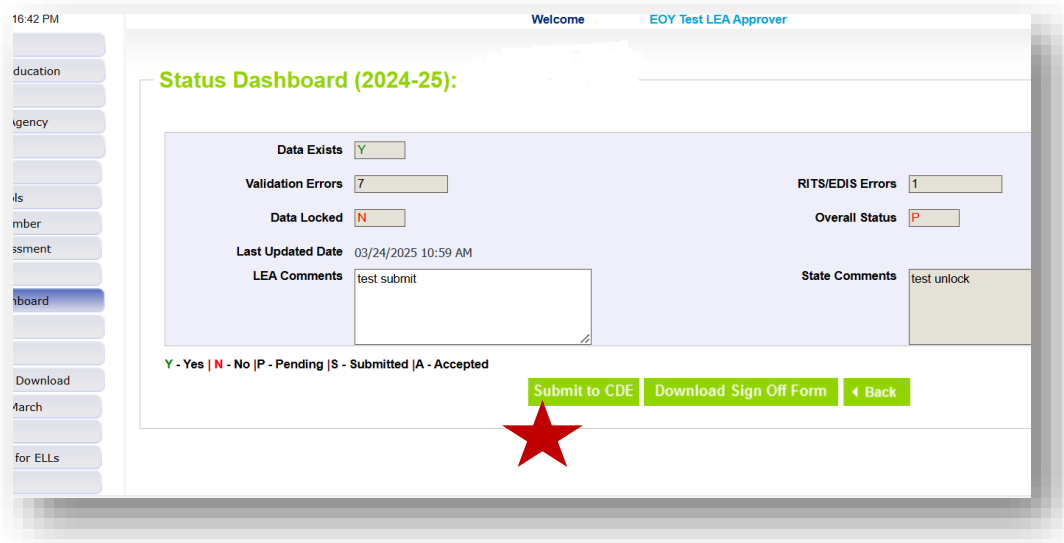 16:42 PM
Welcome
EOY Test LEA Approver
ducation
Agency
Status Dashboard (2024-25):
Data Exists Y
Validation Errors 7
RITS/EDIS Errors 1
ols
Data Locked N
Overall Status P
mber
ssment
Last Updated Date 03/24/2025 10:59 AM
LEA Comments test submit
State Comments test unlock
hboard
Y - Yes | N - No |P - Pending |S - Submitted |A - Accepted
Download
Submit to CDE
Download Sign Off Form
Back
March
for ELLs